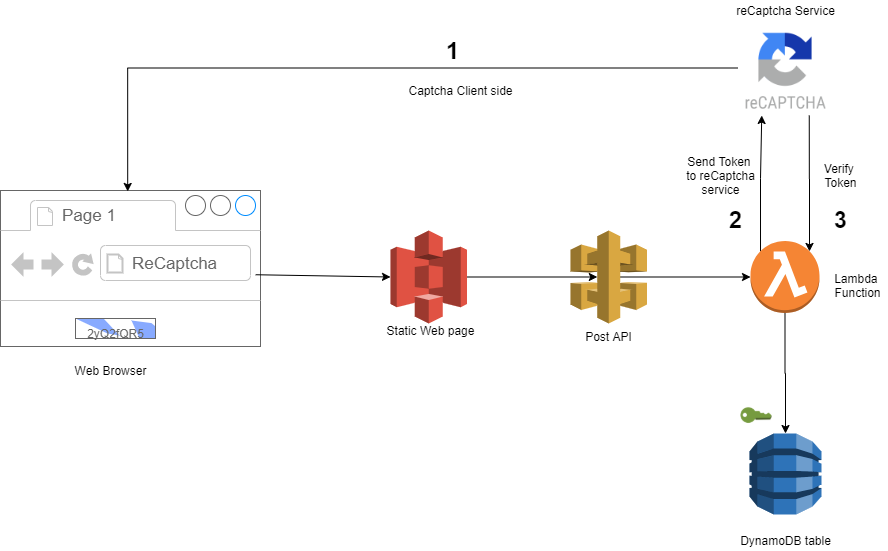 reCaptcha Service
1
Captcha Client side
reCAPTCHA
Send Token
to reCaptcha
service
Verify
Token
2
3
Page 1
ReCaptcha
2yQ2fQR5
Web Browser
Static Web page
Post API
Lambda
Function
DynamoDB table